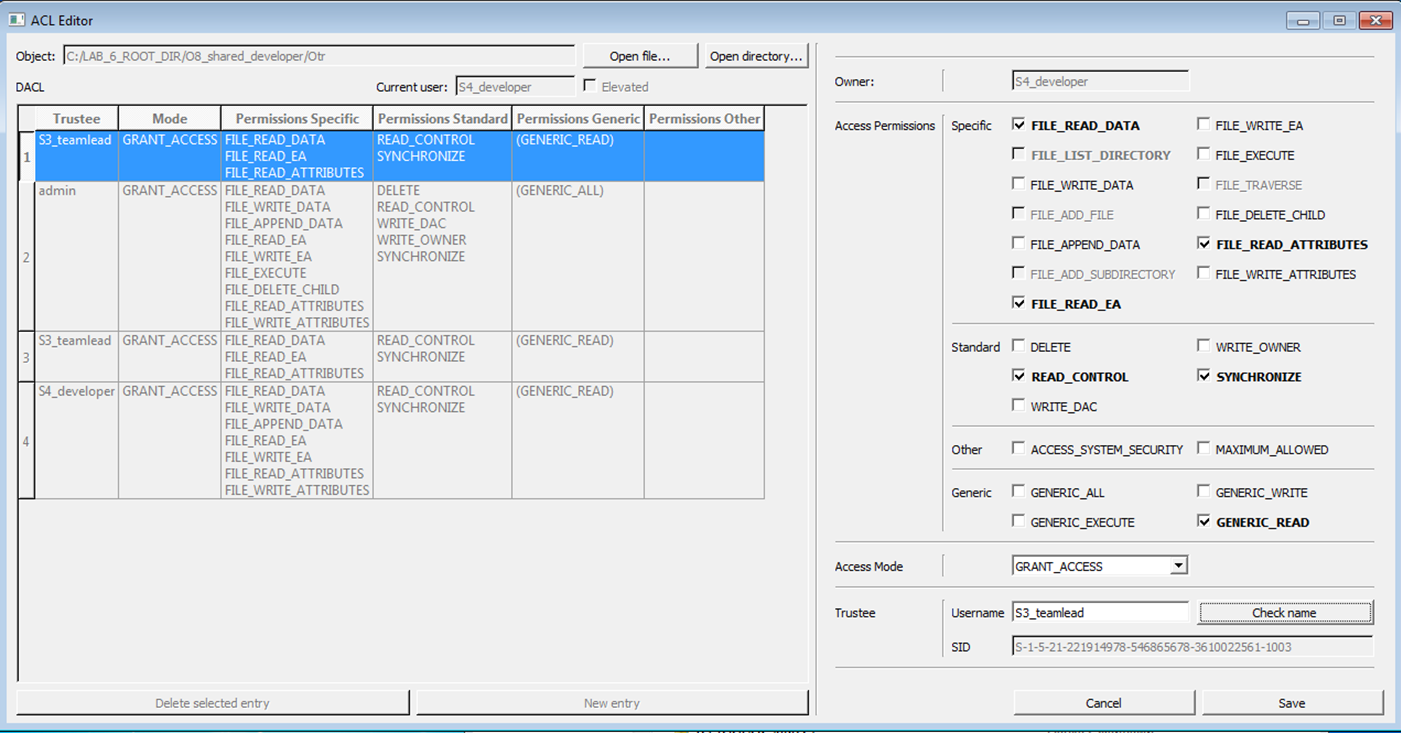 ACL Editor
Object: C:/LAB_6_ROOT_DIR/O8_shared_developer/Otr Open file... Open directory...
DACL Current user: S4_developer Elevated
Trustee Mode Permissions Specific Permissions Standard Permissions Generic Permissions Other
1 S3_teamlead GRANT_ACCESS FILE_READ_DATA READ_CONTROL (GENERIC_READ)
FILE_READ_EA SYNCHRONIZE
FILE_READ_ATTRIBUTES
2 admin GRANT_ACCESS FILE_READ_DATA DELETE (GENERIC_ALL)
FILE_WRITE_DATA READ_CONTROL
FILE_APPEND_DATA WRITE_DAC
FILE_READ_EA WRITE_OWNER
FILE_WRITE_EA SYNCHRONIZE
FILE_EXECUTE
FILE_DELETE_CHILD
FILE_READ_ATTRIBUTES
FILE_WRITE_ATTRIBUTES
3 S3_teamlead GRANT_ACCESS FILE_READ_DATA READ_CONTROL (GENERIC_READ)
FILE_READ_EA SYNCHRONIZE
FILE_READ_ATTRIBUTES
4 S4_developer GRANT_ACCESS FILE_READ_DATA READ_CONTROL (GENERIC_READ)
FILE_WRITE_DATA SYNCHRONIZE
FILE_APPEND_DATA
FILE_READ_EA
FILE_WRITE_EA
FILE_READ_ATTRIBUTES
FILE_WRITE_ATTRIBUTES
Delete selected entry New entry
Owner: S4_developer
Access Permissions Specific FILE_READ_DATA FILE_WRITE_EA
FILE_LIST_DIRECTORY FILE_EXECUTE
FILE_WRITE_DATA FILE_TRAVERSE
FILE_ADD_FILE FILE_DELETE_CHILD
FILE_APPEND_DATA FILE_READ_ATTRIBUTES
FILE_ADD_SUBDIRECTORY FILE_WRITE_ATTRIBUTES
FILE_READ_EA
Standard DELETE WRITE_OWNER
READ_CONTROL SYNCHRONIZE
WRITE_DAC
Other ACCESS_SYSTEM_SECURITY MAXIMUM_ALLOWED
Generic GENERIC_ALL GENERIC_WRITE
GENERIC_EXECUTE GENERIC_READ
Access Mode GRANT_ACCESS
Trustee Username S3_teamlead Check name
SID S-1-5-21-221914978-546865678-3610022561-1003
Cancel Save